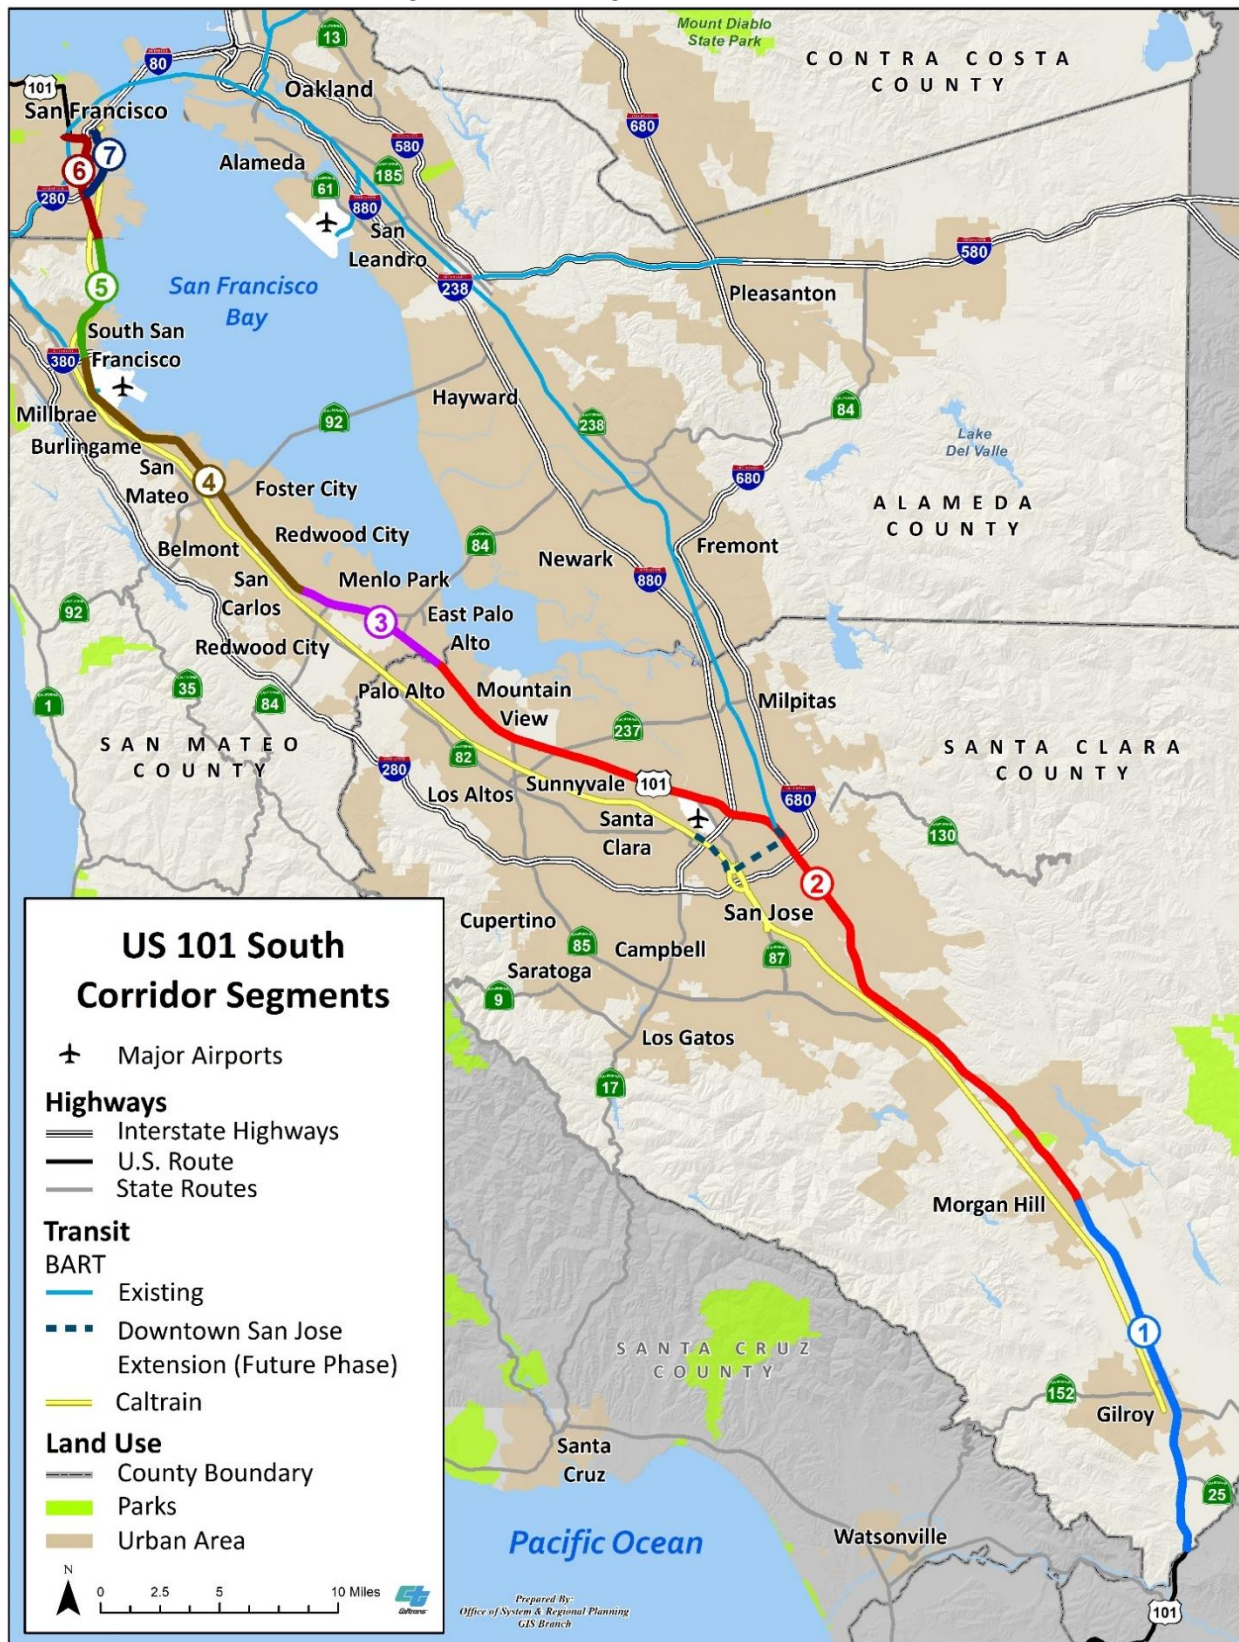 Mount Diablo
State Park
13
CONTRA COSTA
COUNTY
80
101
Oakland
San Francisco
680
580
7
6
Alameda
185
61
280
880
San
Leandro
580
5
San Francisco
Bay
238
Pleasanton
South San
Francisco
380
Hayward
84
Millbrae
92
238
Burlingame
Lake
Del Valle
San
Mateo
4
Foster City
680
ALAMEDA
COUNTY
Redwood City
84
Fremont
Belmont
Menlo Park
Newark
880
San
Carlos
92
3
East Palo
Alto
Redwood City
35
Palo Alto
Mountain
View
Milpitas
1
84
237
SAN MATEO
COUNTY
82
SANTA CLARA
COUNTY
280
Sunnyvale
101
Los Altos
680
Santa
Clara
130
2
San Jose
Cupertino
85
Campbell
87
Saratoga
9
Los Gatos
17
Morgan Hill
1
SANTA CRUZ
COUNTY
152
Gilroy
25
Santa
Cruz
Pacific Ocean
Watsonville
101
Prepared By:
Office of System & Regional Planning
GIS Branch
US 101 South
Corridor Segments
Major Airports
Highways
Interstate Highways
U.S. Route
State Routes
Transit
BART
Existing
Downtown San Jose
Extension (Future Phase)
Caltrain
Land Use
County Boundary
Parks
Urban Area
N
0 2.5 5 10 Miles
Caltrans